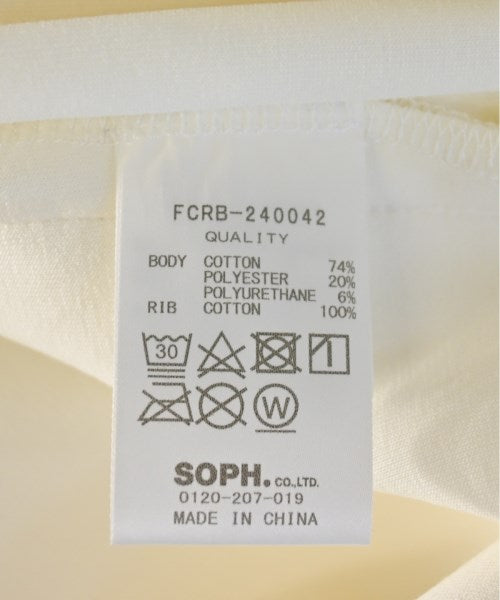 FCRB-240042
QUALITY
BODY COTTON 74%
POLYESTER 20%
POLYURETHANE 6%
RIB COTTON 100%
30
W
SOPH. CO.,LTD.
0120-207-019
MADE IN CHINA